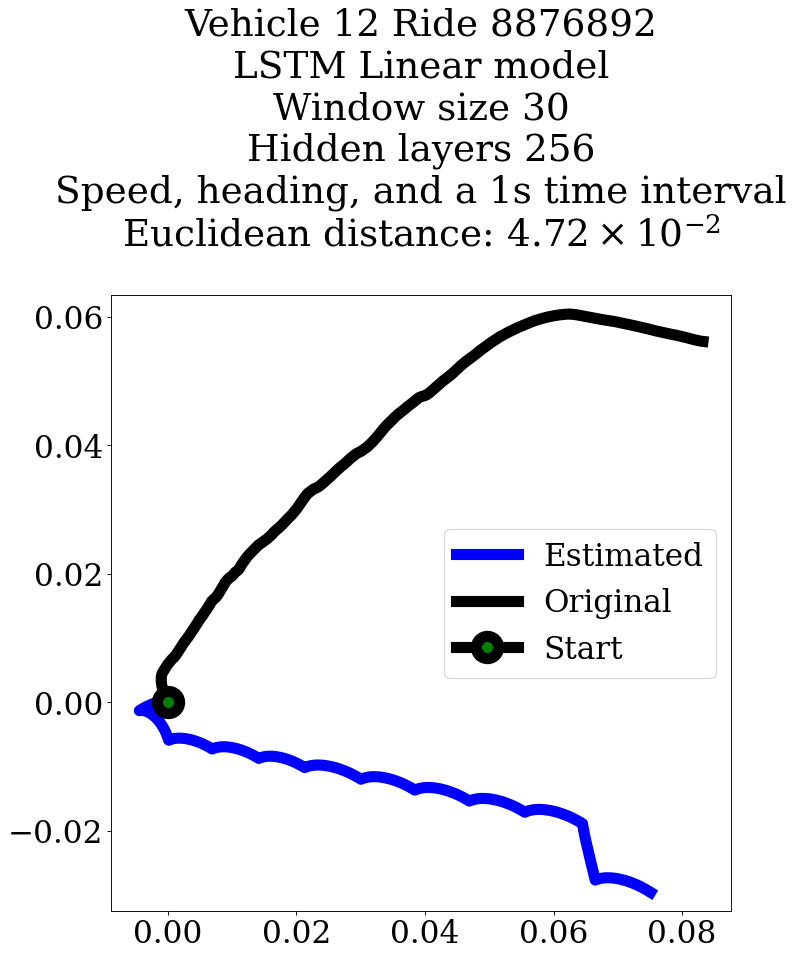 Vehicle 12 Ride 8876892
LSTM Linear model
Window size 30
Hidden layers 256
Speed, heading, and a 1s time interval
Euclidean distance: 4.72 × 10⁻²
0.06
0.04
0.02
0.00
−0.02
Estimated
Original
Start
0.00 0.02 0.04 0.06 0.08